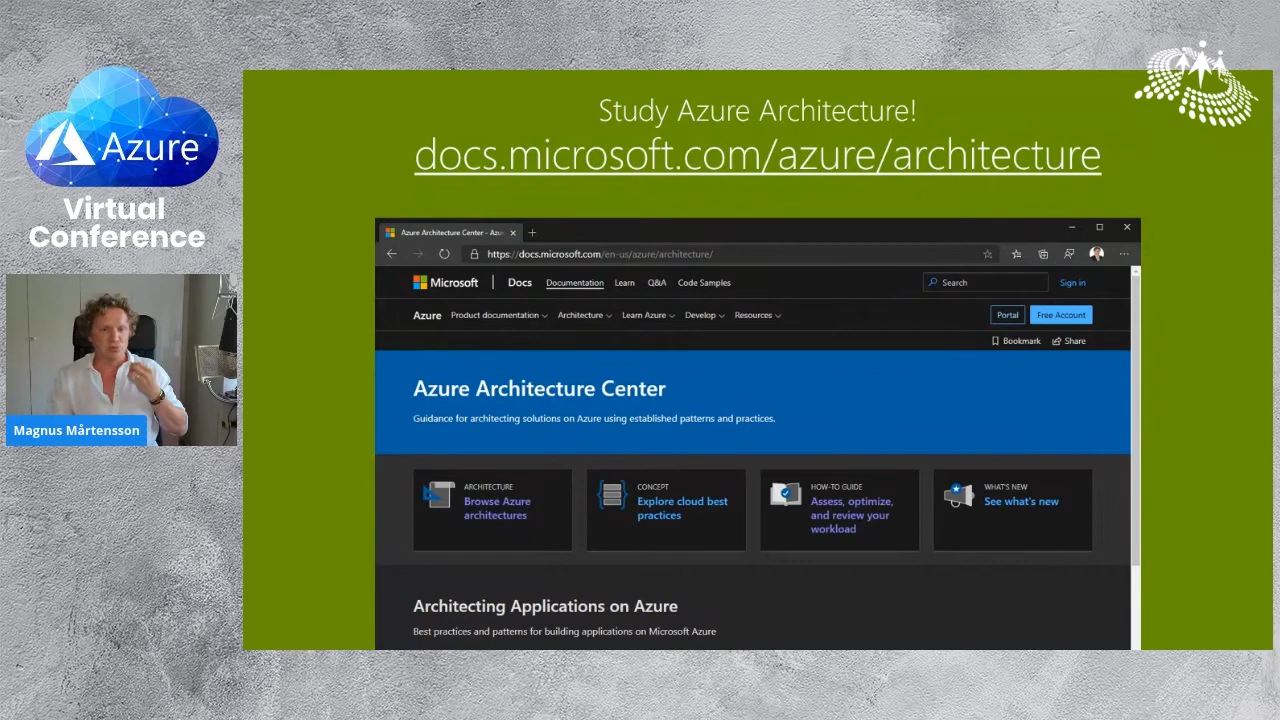 Azure
Virtual
Conference
Magnus Mårtensson
Study Azure Architecture!
docs.microsoft.com/azure/architecture
Azure Architecture Center - Azu
https://docs.microsoft.com/en-us/azure/architecture/
Microsoft Docs Documentation Learn Q&A Code Samples Search Sign in
Azure Product documentation Architecture Learn Azure Develop Resources Portal Free Account
Bookmark Share
Azure Architecture Center
Guidance for architecting solutions on Azure using established patterns and practices.
ARCHITECTURE
Browse Azure
architectures
CONCEPT
Explore cloud best
practices
HOW-TO GUIDE
Assess, optimize,
and review your
workload
WHAT'S NEW
See what's new
Architecting Applications on Azure
Best practices and patterns for building applications on Microsoft Azure